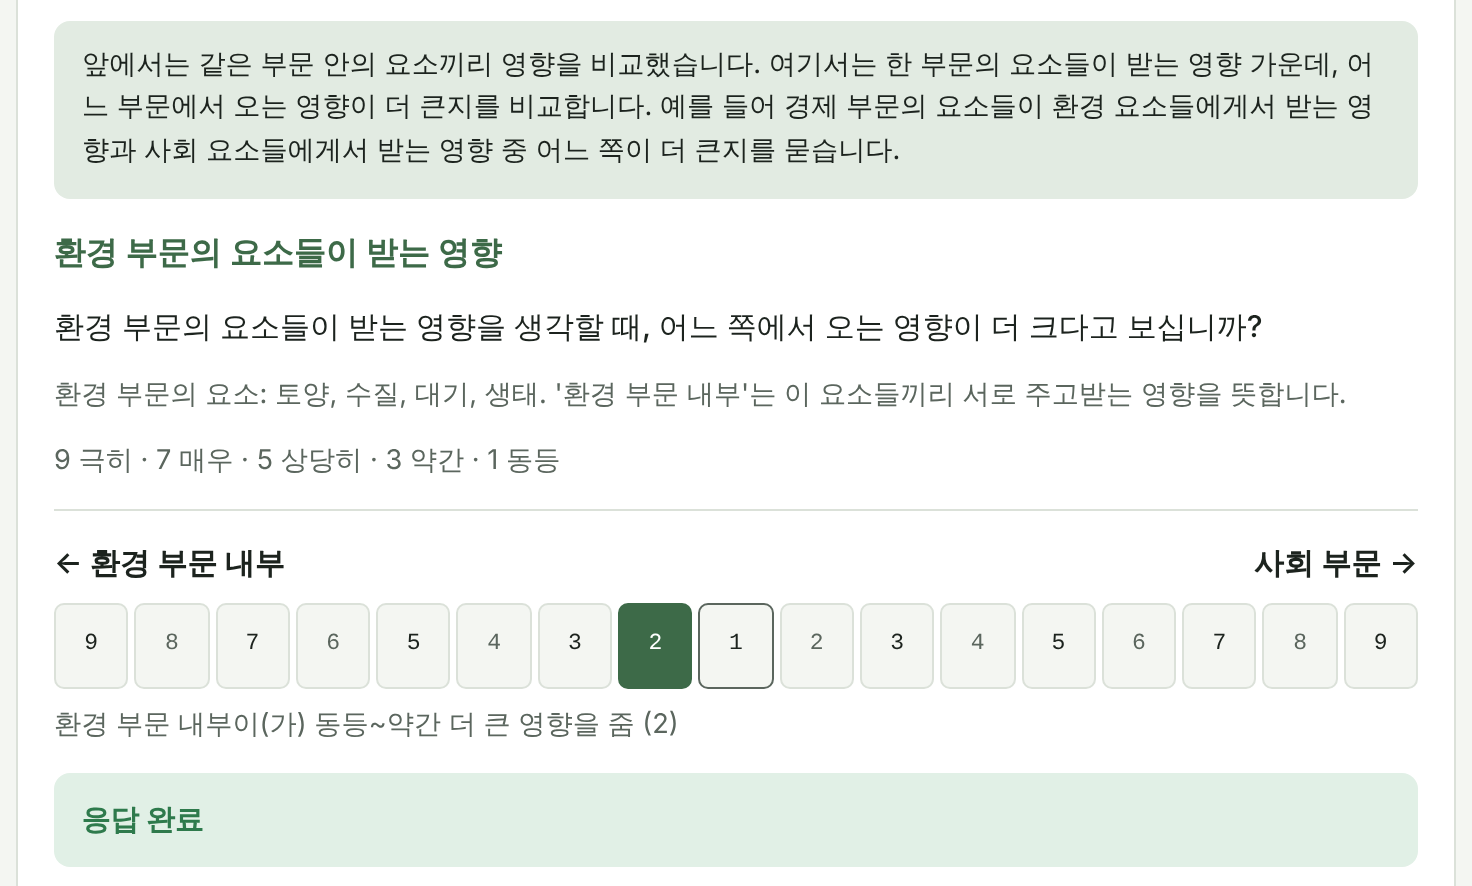 앞에서는 같은 부문 안의 요소끼리 영향을 비교했습니다. 여기서는 한 부문의 요소들이 받는 영향 가운데, 어
느 부문에서 오는 영향이 더 큰지를 비교합니다. 예를 들어 경제 부문의 요소들이 환경 요소들에게서 받는 영
향과 사회 요소들에게서 받는 영향 중 어느 쪽이 더 큰지를 묻습니다.
환경 부문의 요소들이 받는 영향
환경 부문의 요소들이 받는 영향을 생각할 때, 어느 쪽에서 오는 영향이 더 크다고 보십니까?
환경 부문의 요소: 토양, 수질, 대기, 생태. '환경 부문 내부'는 이 요소들끼리 서로 주고받는 영향을 뜻합니다.
9 극히 · 7 매우 · 5 상당히 · 3 약간 · 1 동등
← 환경 부문 내부 사회 부문 →
9 8 7 6 5 4 3 2 1 2 3 4 5 6 7 8 9
환경 부문 내부이(가) 동등~약간 더 큰 영향을 줌 (2)
응답 완료